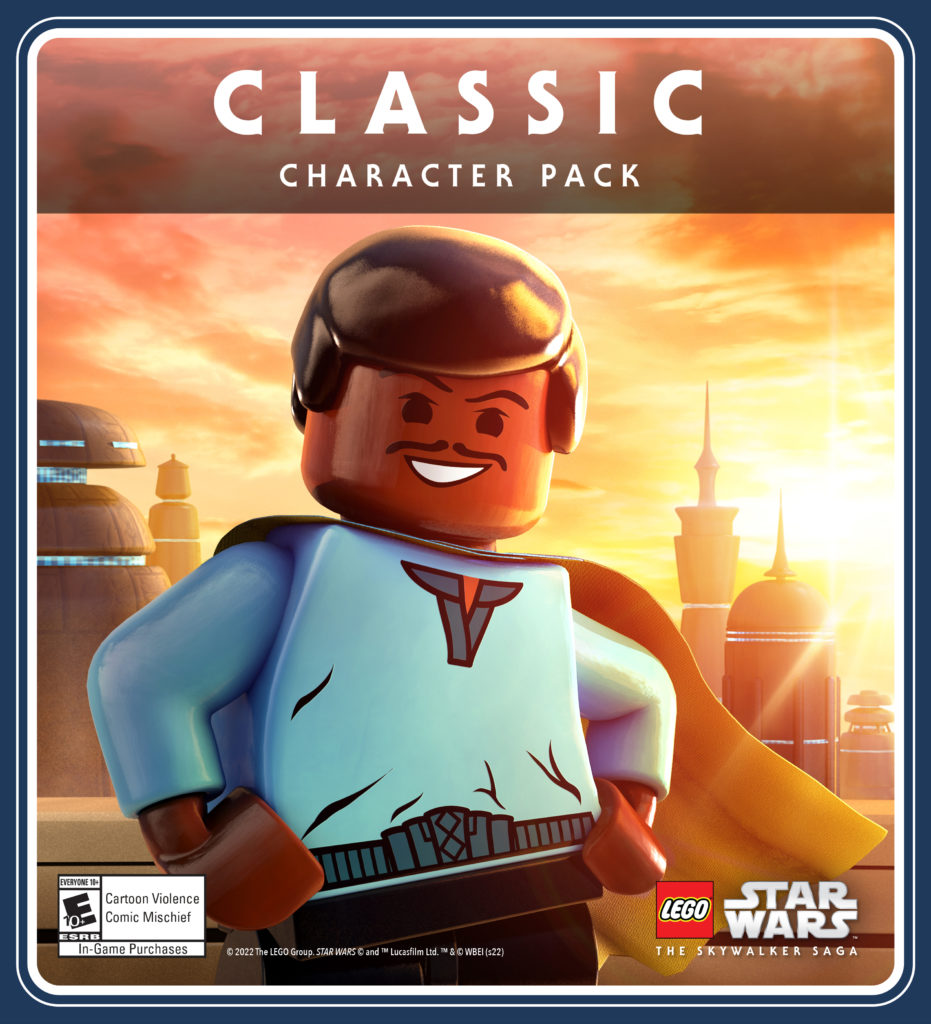 CLASSIC
CHARACTER PACK
EVERYONE 10+
E
10+
ESRB
Cartoon Violence
Comic Mischief
In-Game Purchases
© 2022 The LEGO Group. STAR WARS © and ™ Lucasfilm Ltd. ™ & © WBEI (s22)
LEGO
STAR
WARS™
THE SKYWALKER SAGA